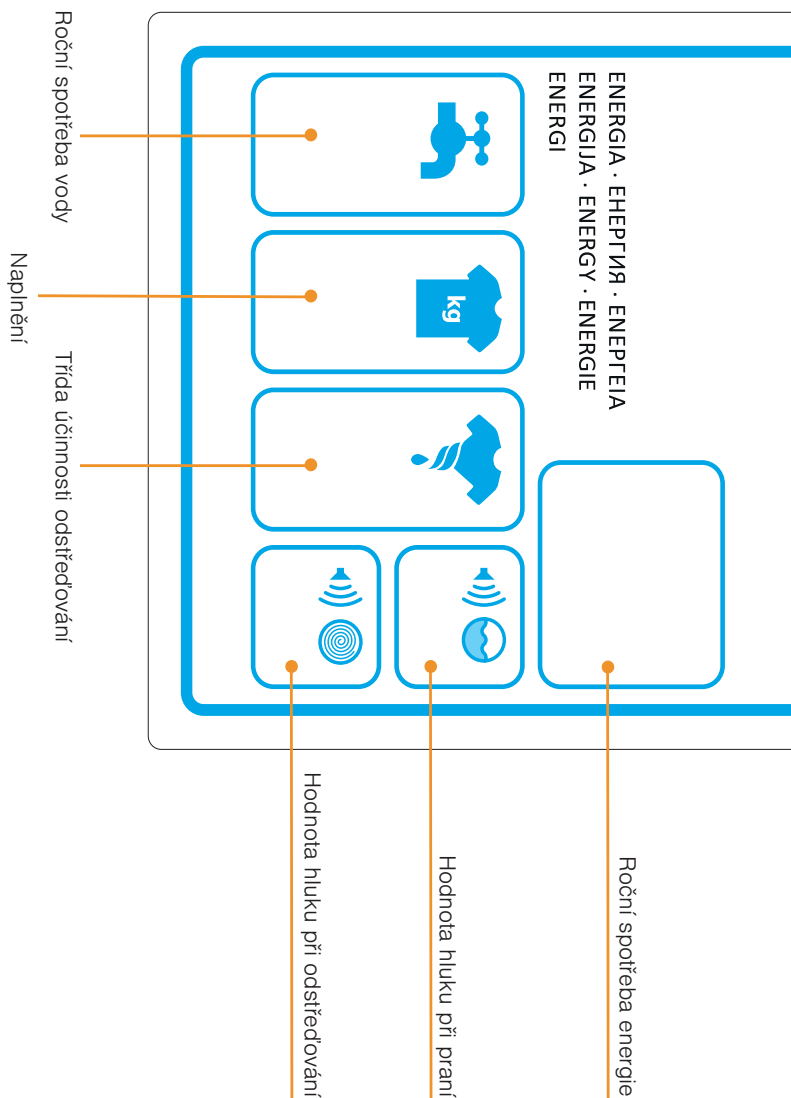 ENERGIA · ЕНЕРГИЯ · ΕΝΕΡΓΕΙΑ
ENERGIJA · ENERGY · ENERGIE
ENERGI
kg
Roční spotřeba energie
Hodnota hluku při praní
Hodnota hluku při odstřeďování
Roční spotřeba vody
Naplnění
Třída účinnosti odstřeďování